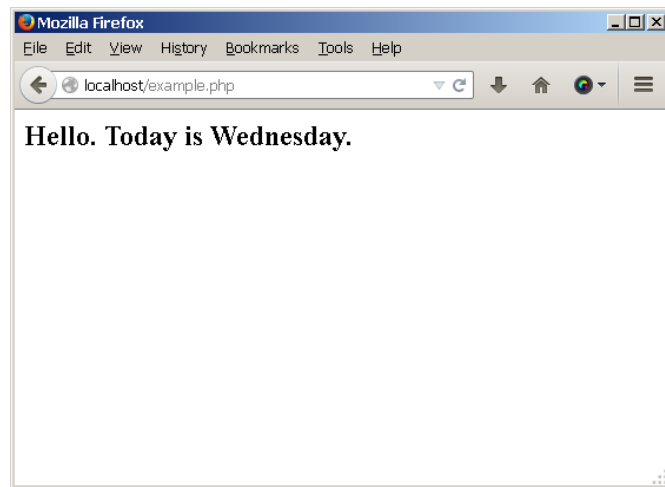 Mozilla Firefox
File Edit View History Bookmarks Tools Help
localhost/example.php
Hello. Today is Wednesday.